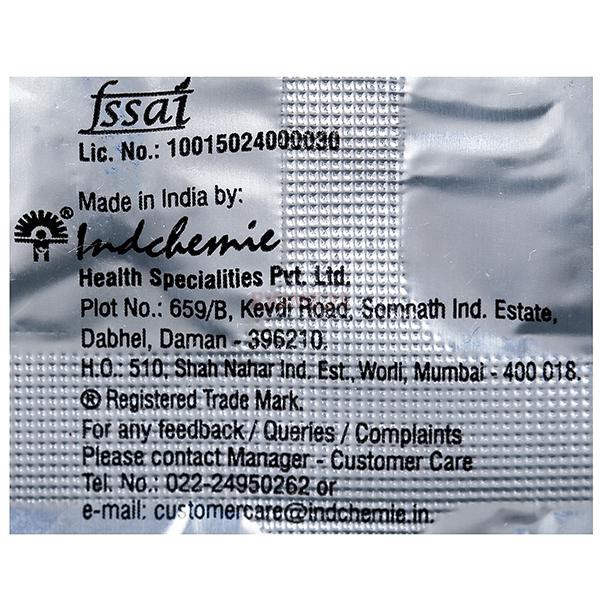 fssai
Lic. No.: 10015024000030
Made in India by:
Indchemie ®
Health Specialities Pvt. Ltd.
Plot No.: 659/B, Kevdi Road, Somnath Ind. Estate,
Dabhel, Daman - 396210.
H.O.: 510, Shah Nahar Ind. Est., Worli, Mumbai - 400 018.
® Registered Trade Mark.
For any feedback / Queries / Complaints
Please contact Manager - Customer Care
Tel. No.: 022-24950262 or
e-mail: customercare@indchemie.in.